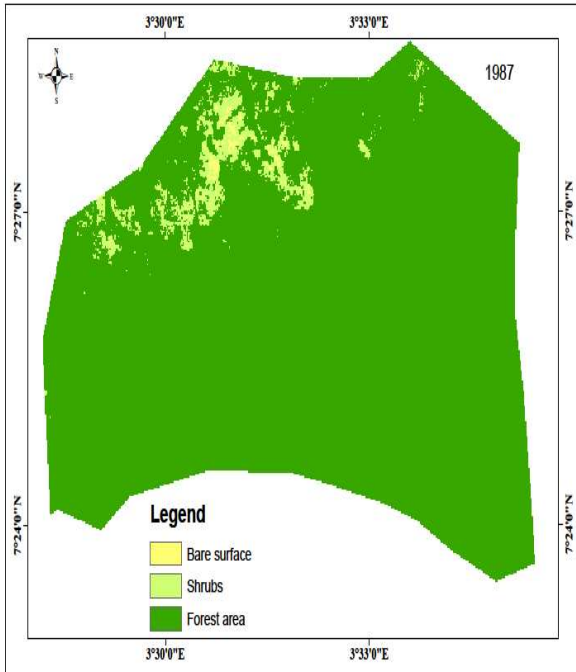 3°30'0"E 3°33'0"E
N
W E
S
1987
7°27'0"N 7°27'0"N
7°24'0"N 7°24'0"N
Legend
Bare surface
Shrubs
Forest area
3°30'0"E 3°33'0"E